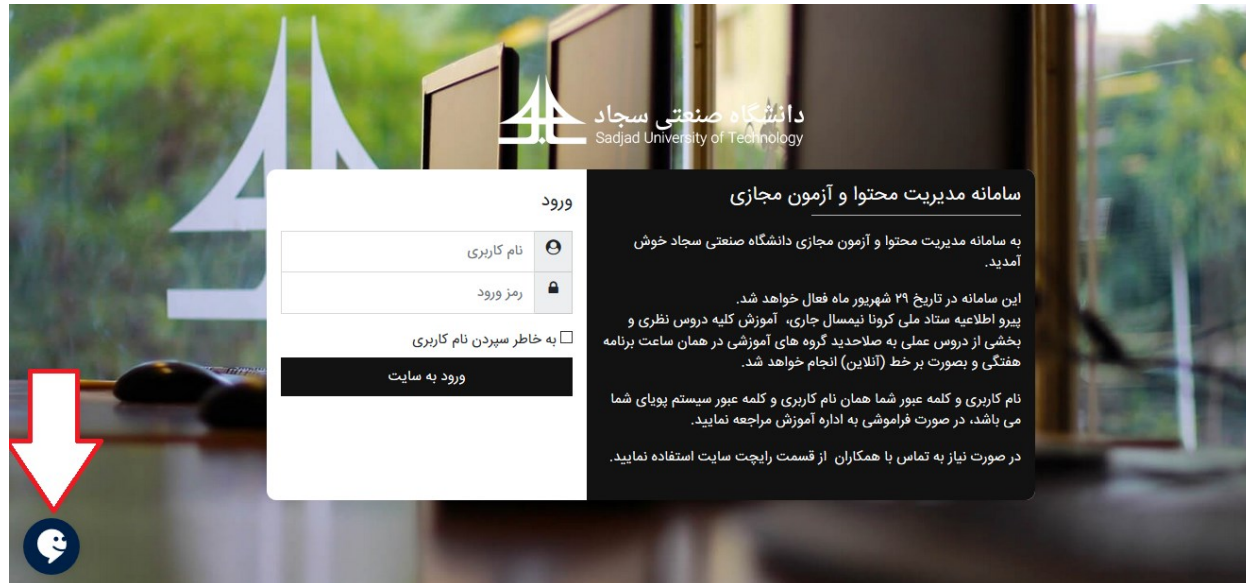 دانشگاه صنعتی سجاد
Sadjad University of Technology
سامانه مدیریت محتوا و آزمون مجازی
به سامانه مدیریت محتوا و آزمون مجازی دانشگاه صنعتی سجاد خوش
آمدید.
این سامانه در تاریخ ۲۹ شهریور ماه فعال خواهد شد.
پیرو اطلاعیه ستاد ملی کرونا نیمسال جاری، آموزش کلیه دروس نظری و
بخشی از دروس عملی به صلاحدید گروه های آموزشی در همان ساعت برنامه
هفتگی و بصورت بر خط (آنلاین) انجام خواهد شد.
نام کاربری و کلمه عبور شما همان نام کاربری و کلمه عبور سیستم پویای شما
می باشد، در صورت فراموشی به اداره آموزش مراجعه نمایید.
در صورت نیاز به تماس با همکاران از قسمت رایچت سایت استفاده نمایید.
ورود
نام کاربری
رمز ورود
به خاطر سپردن نام کاربری
ورود به سایت